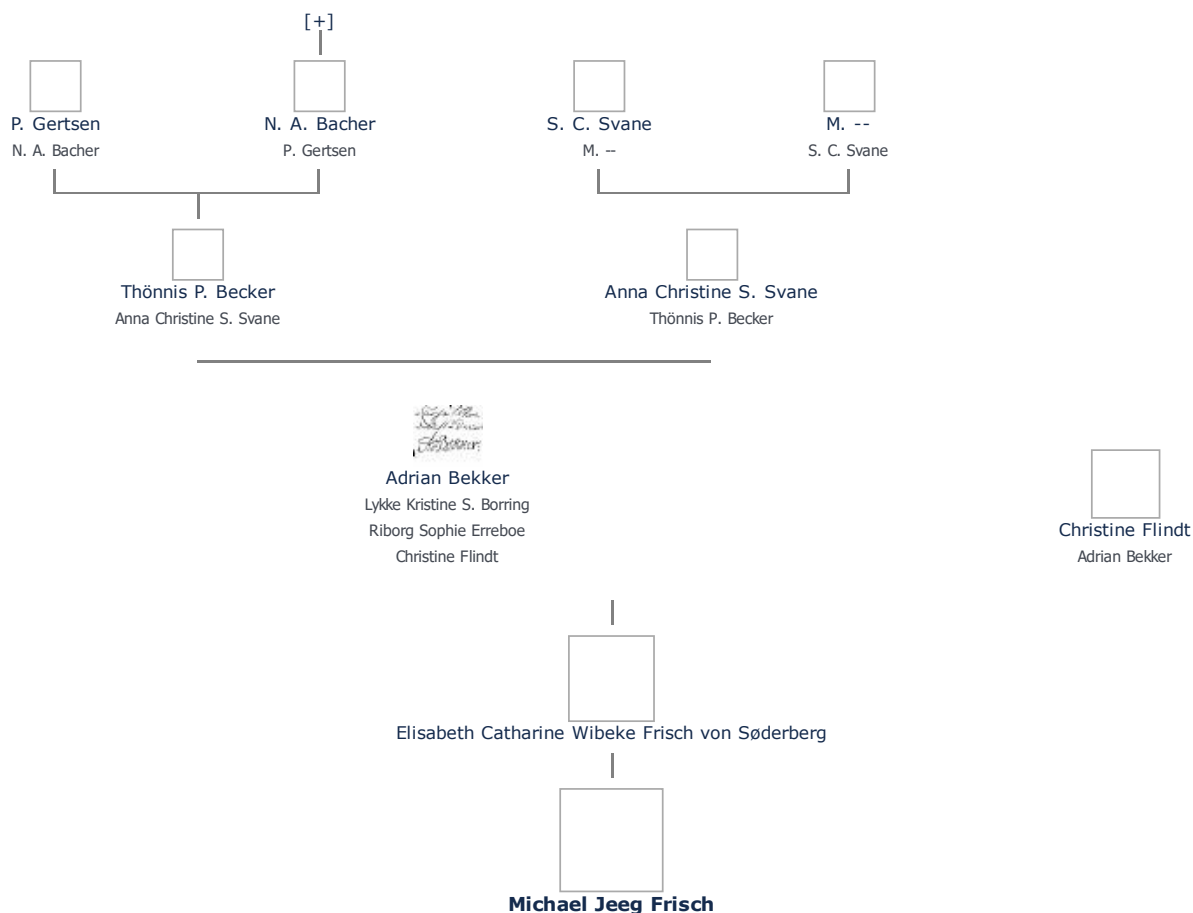 [+]
P. Gertsen
N. A. Bacher
N. A. Bacher
P. Gertsen
S. C. Svane
M. --
M. --
S. C. Svane
Thönnis P. Becker
Anna Christine S. Svane
Anna Christine S. Svane
Thönnis P. Becker
Adrian Bekker
Lykke Kristine S. Borring
Riborg Sophie Erreboe
Christine Flindt
Christine Flindt
Adrian Bekker
Elisabeth Catharine Wibeke Frisch von Søderberg
Michael Jeeg Frisch